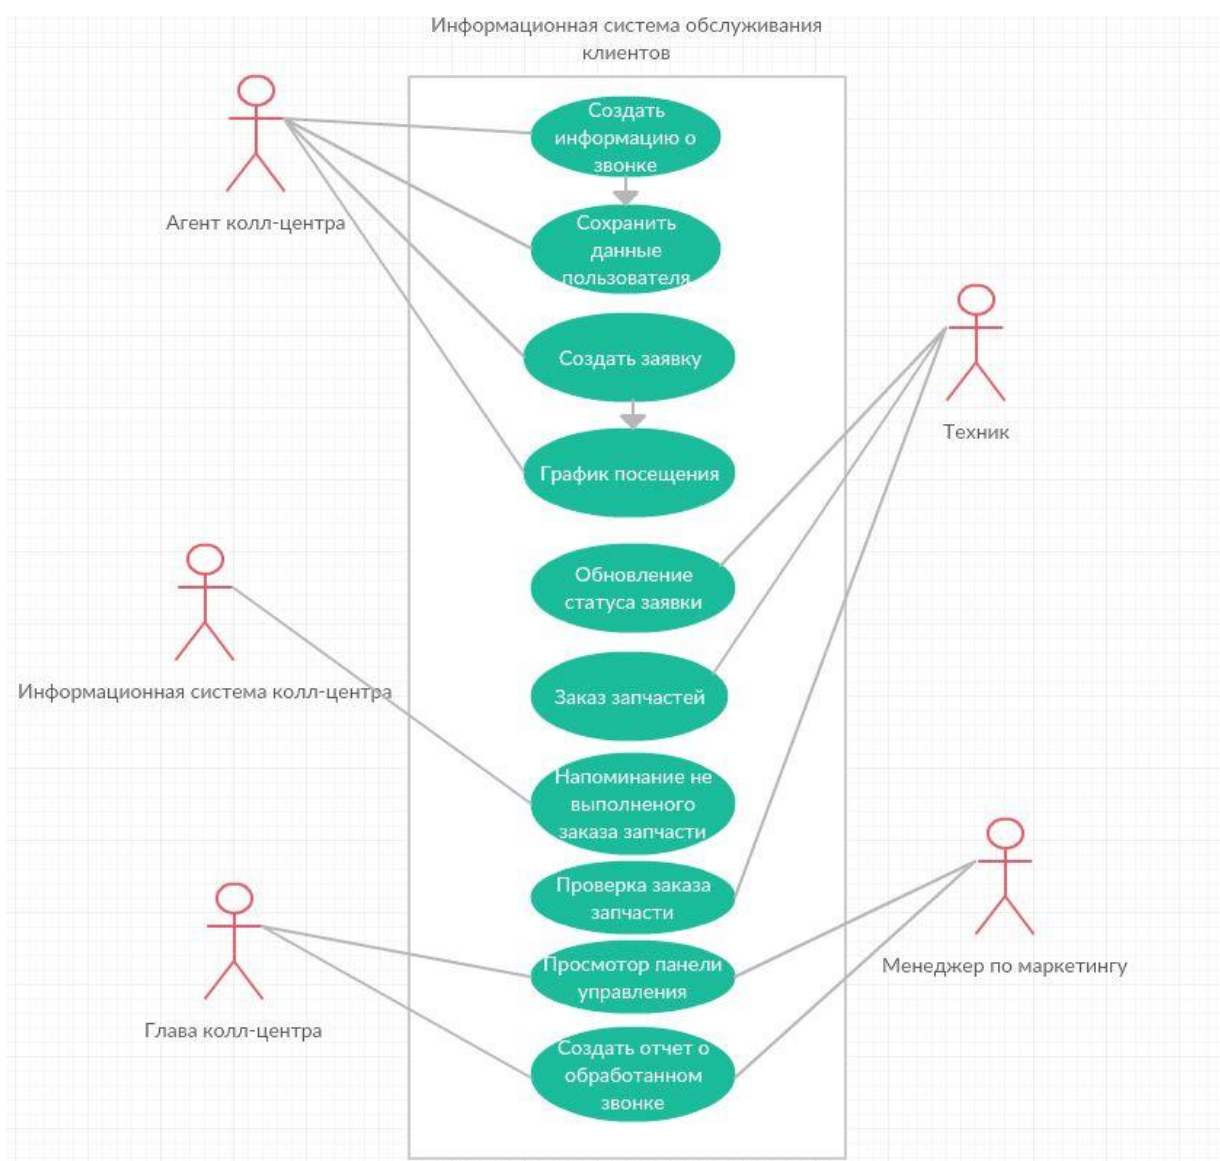 Информационная система обслуживания
клиентов
Создать
информацию о
звонке
Агент колл-центра
Сохранить
данные
пользователя
Создать заявку
Техник
График посещения
Обновление
статуса заявки
Информационная система колл-центра
Заказ запчастей
Напоминание не
выполненого
заказа запчасти
Проверка заказа
запчасти
Просмотор панели
управления
Менеджер по маркетингу
Глава колл-центра
Создать отчет о
обработанном
звонке